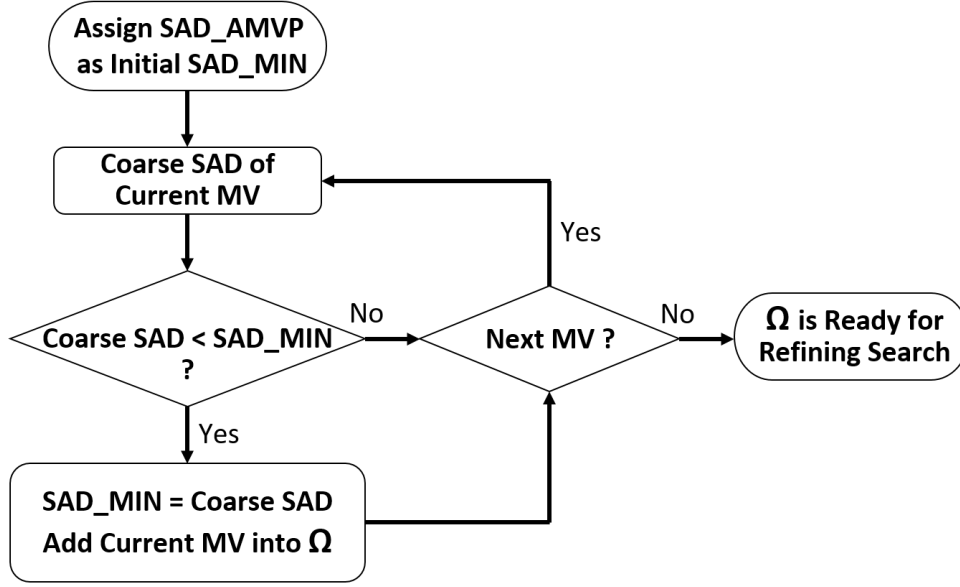 Assign SAD_AMVP
as Initial SAD_MIN
Coarse SAD of
Current MV
Yes
Coarse SAD < SAD_MIN
?
No
Next MV ?
No
Ω is Ready for
Refining Search
Yes
SAD_MIN = Coarse SAD
Add Current MV into Ω